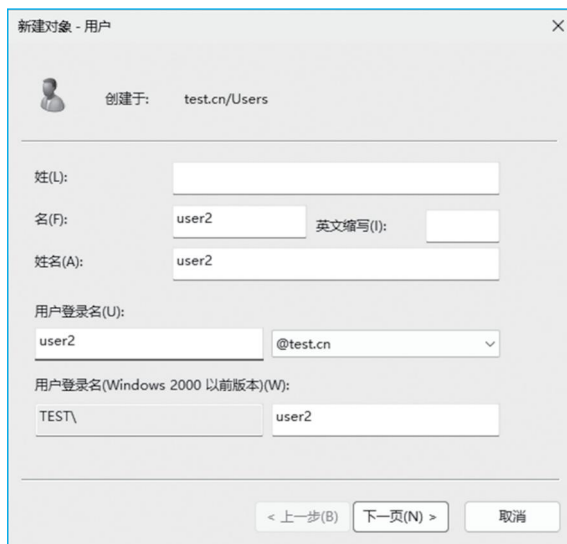 新建对象 - 用户
创建于: test.cn/Users
姓(L):
名(F): user2 英文缩写(I):
姓名(A): user2
用户登录名(U):
user2 @test.cn
用户登录名(Windows 2000 以前版本)(W):
TEST\ user2
< 上一步(B) 下一页(N) > 取消